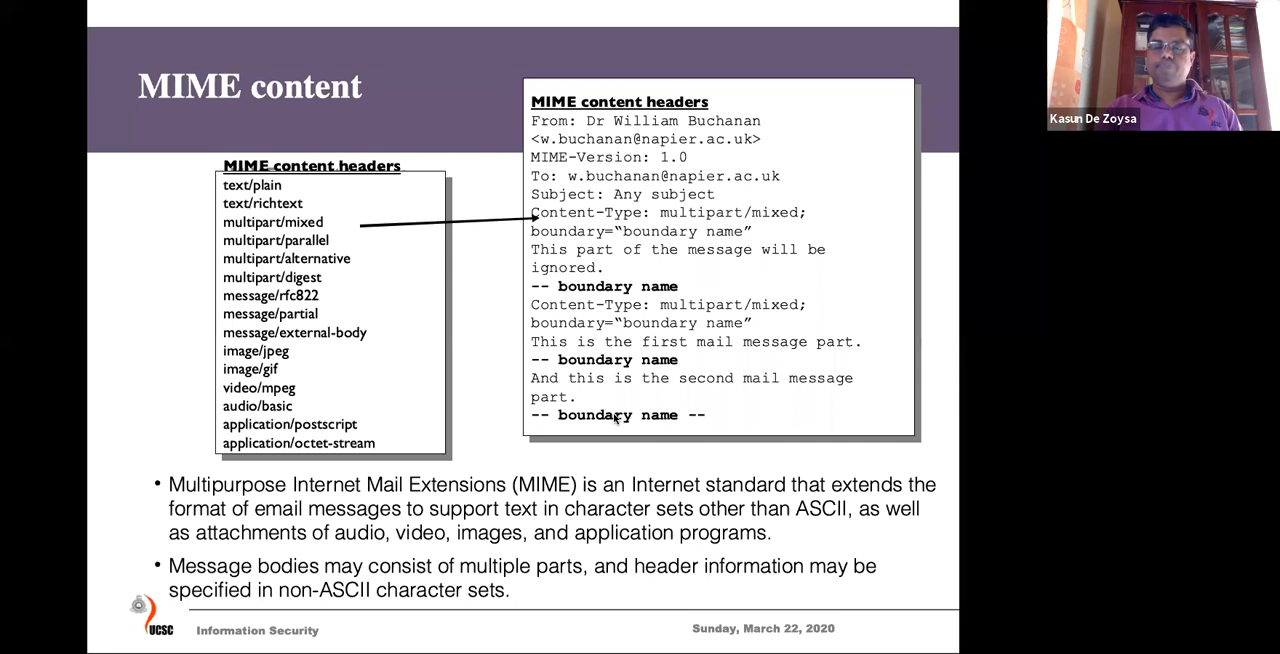 MIME content
MIME content headers
text/plain
text/richtext
multipart/mixed
multipart/parallel
multipart/alternative
multipart/digest
message/rfc822
message/partial
message/external-body
image/jpeg
image/gif
video/mpeg
audio/basic
application/postscript
application/octet-stream
MIME content headers
From: Dr William Buchanan
<w.buchanan@napier.ac.uk>
MIME-Version: 1.0
To: w.buchanan@napier.ac.uk
Subject: Any subject
Content-Type: multipart/mixed;
boundary=“boundary name”
This part of the message will be
ignored.
-- boundary name
Content-Type: multipart/mixed;
boundary=“boundary name”
This is the first mail message part.
-- boundary name
And this is the second mail message
part.
-- boundary name --
• Multipurpose Internet Mail Extensions (MIME) is an Internet standard that extends the
format of email messages to support text in character sets other than ASCII, as well
as attachments of audio, video, images, and application programs.
• Message bodies may consist of multiple parts, and header information may be
specified in non-ASCII character sets.
UCSC
Information Security
Sunday, March 22, 2020
Kasun De Zoysa